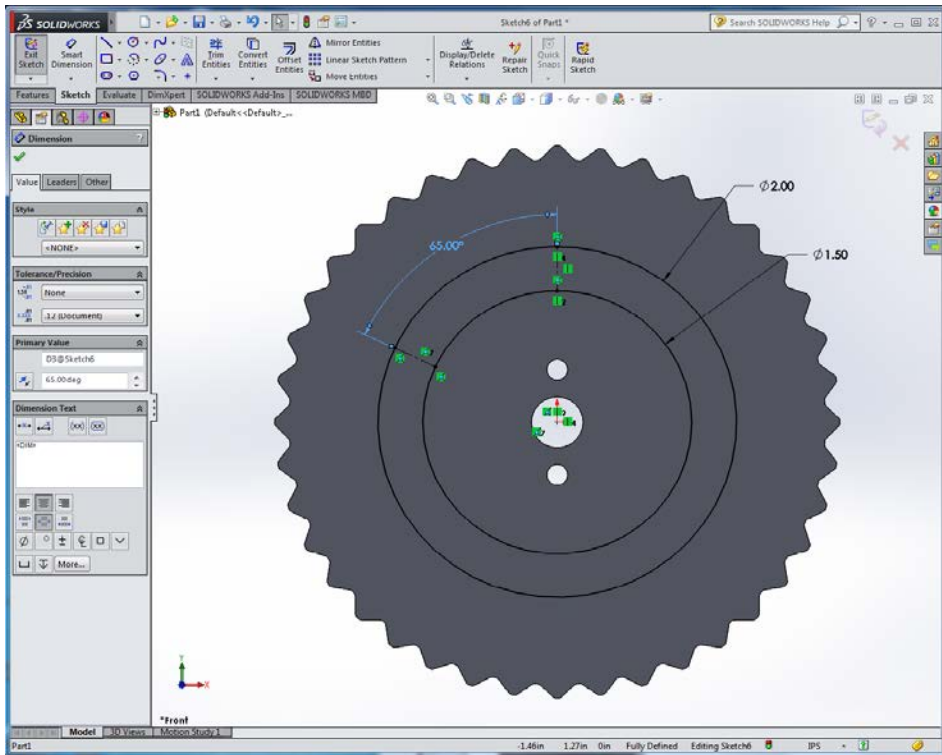 SOLIDWORKS
Sketch6 of Part1 *
Search SOLIDWORKS Help
Exit Sketch
Smart Dimension
Trim Entities
Convert Entities
Offset Entities
Mirror Entities
Linear Sketch Pattern
Move Entities
Display/Delete Relations
Repair Sketch
Quick Snaps
Rapid Sketch
Features Sketch Evaluate DimXpert SOLIDWORKS Add-Ins SOLIDWORKS MBD
Part1 (Default<<Default>_...
Dimension ?
Value Leaders Other
Style
<NONE>
Tolerance/Precision
None
.12 (Document)
Primary Value
D3@Sketch6
65.00deg
Dimension Text
(xx) (xx)
<DIM>
More...
65.00°
Ø2.00
Ø1.50
Y
X
*Front
Model 3D Views Motion Study 1
Part1 -1.46in 1.27in 0in Fully Defined Editing Sketch6 IPS